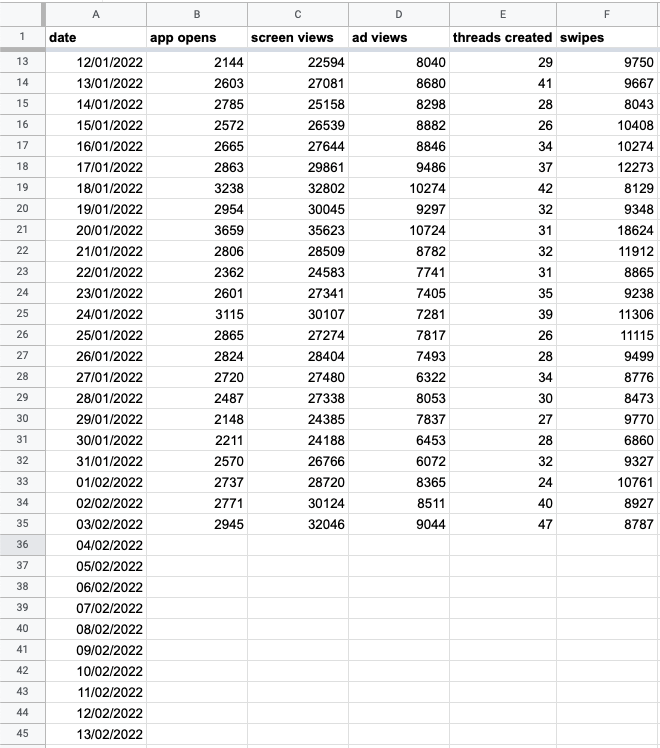 A B C D E F
1 date app opens screen views ad views threads created swipes
13 12/01/2022 2144 22594 8040 29 9750
14 13/01/2022 2603 27081 8680 41 9667
15 14/01/2022 2785 25158 8298 28 8043
16 15/01/2022 2572 26539 8882 26 10408
17 16/01/2022 2665 27644 8846 34 10274
18 17/01/2022 2863 29861 9486 37 12273
19 18/01/2022 3238 32802 10274 42 8129
20 19/01/2022 2954 30045 9297 32 9348
21 20/01/2022 3659 35623 10724 31 18624
22 21/01/2022 2806 28509 8782 32 11912
23 22/01/2022 2362 24583 7741 31 8865
24 23/01/2022 2601 27341 7405 35 9238
25 24/01/2022 3115 30107 7281 39 11306
26 25/01/2022 2865 27274 7817 26 11115
27 26/01/2022 2824 28404 7493 28 9499
28 27/01/2022 2720 27480 6322 34 8776
29 28/01/2022 2487 27338 8053 30 8473
30 29/01/2022 2148 24385 7837 27 9770
31 30/01/2022 2211 24188 6453 28 6860
32 31/01/2022 2570 26766 6072 32 9327
33 01/02/2022 2737 28720 8365 24 10761
34 02/02/2022 2771 30124 8511 40 8927
35 03/02/2022 2945 32046 9044 47 8787
36 04/02/2022
37 05/02/2022
38 06/02/2022
39 07/02/2022
40 08/02/2022
41 09/02/2022
42 10/02/2022
43 11/02/2022
44 12/02/2022
45 13/02/2022